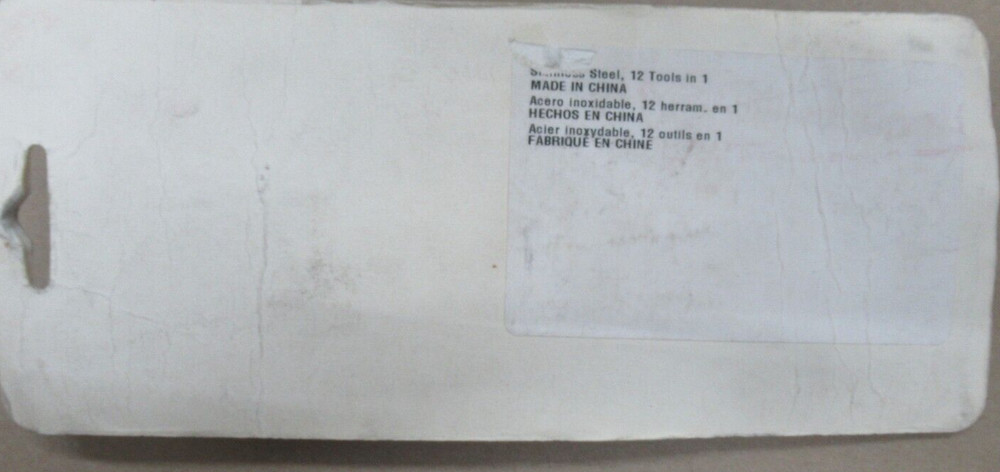 Steel, 12 Tools in 1
MADE IN CHINA
Acero inoxidable, 12 herram. en 1
HECHOS EN CHINA
Acier inoxydable, 12 outils en 1
FABRIQUÉ EN CHINE